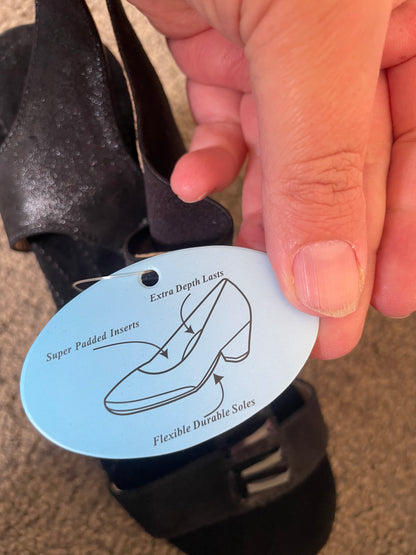 Extra Depth Lasts
Super Padded Inserts
Flexible Durable Soles